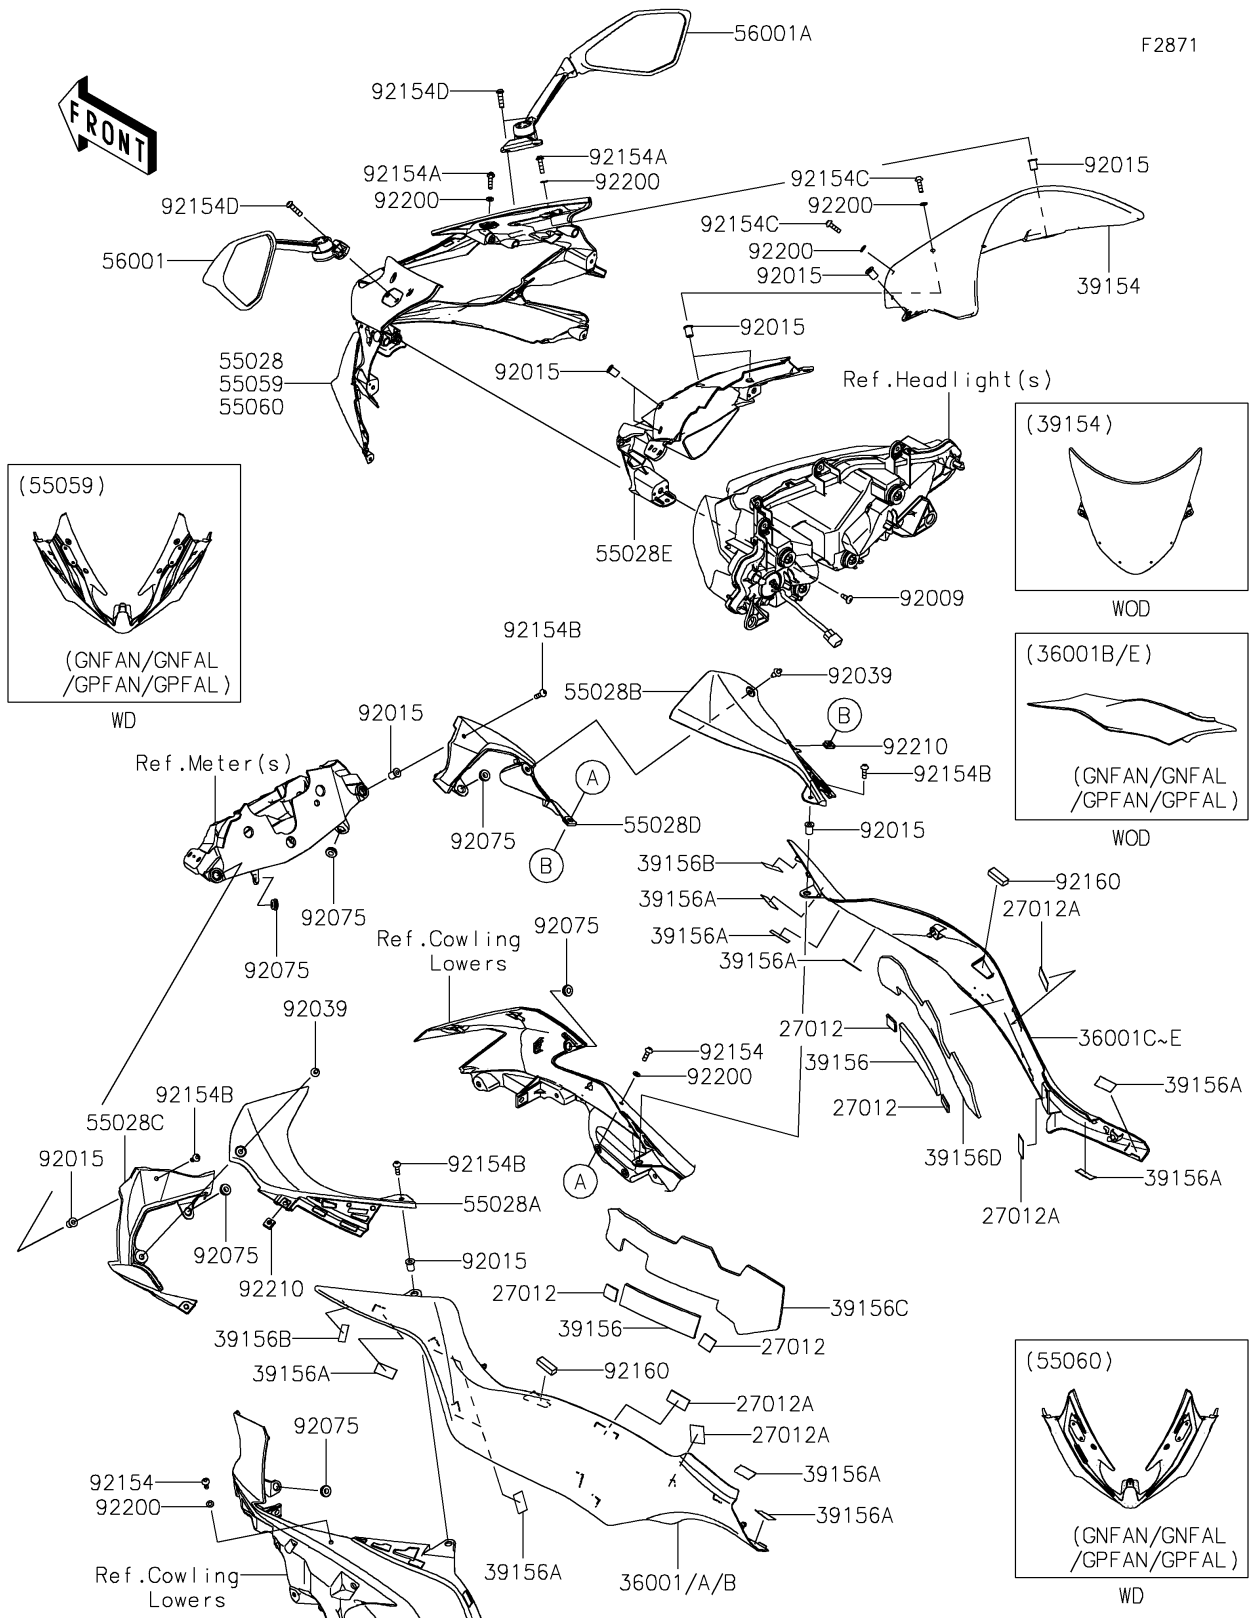 56001A
F2871
92154D
FRONT
92154A
92154A
92015
92200
92154C
92154D
92200
92200
92154C
56001
92200
92015
39154
92015
55028
55059
55060
92015
Ref.Headlight(s)
(39154)
WOD
(55059)
(GNFAN/GNFAL
/GPFAN/GPFAL)
WD
55028E
92009
92154B
(36001B/E)
(GNFAN/GNFAL
/GPFAN/GPFAL)
WOD
55028B
92039
92015
B
92210
Ref.Meter(s)
92154B
A
92075
55028D
92015
B
92075
39156B
92160
39156A
27012A
92075
Ref.Cowling
Lowers
92075
39156A
39156A
92039
27012
36001C~E
92154
39156
39156A
92154B
92200
55028C
27012
92015
39156D
92154B
A
39156A
55028A
27012A
92075
92015
92210
27012
39156C
39156B
39156
27012
39156A
92160
(55060)
(GNFAN/GNFAL
/GPFAN/GPFAL)
WD
27012A
92075
27012A
92154
39156A
92200
39156A
39156A
Ref.Cowling
Lowers
36001/A/B